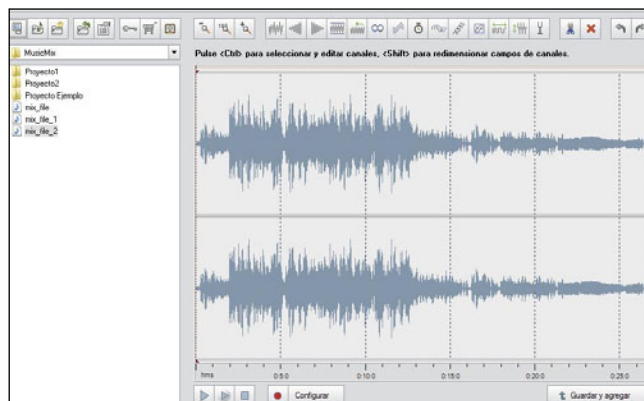 MusicMix
Pulse <Ctrl> para seleccionar y editar canales, <Shift> para redimensionar campos de canales.
Proyecto1
Proyecto2
Proyecto Ejemplo
mix_file
mix_file_1
mix_file_2
hms 0:5.0 0:10.0 0:15.0 0:20.0 0:25.0
Configurar
Guardar y agregar